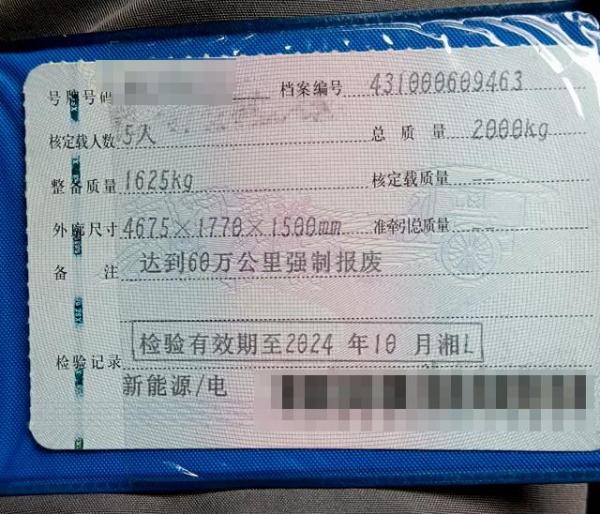 号牌号码 档案编号 431000609463
核定载人数 5人 总质量 2000kg
整备质量 1625kg 核定载质量 --
外廓尺寸 4675×1770×1500mm 准牵引总质量 --
备注 达到60万公里强制报废
检验记录 检验有效期至2024年10月湘L
新能源/电